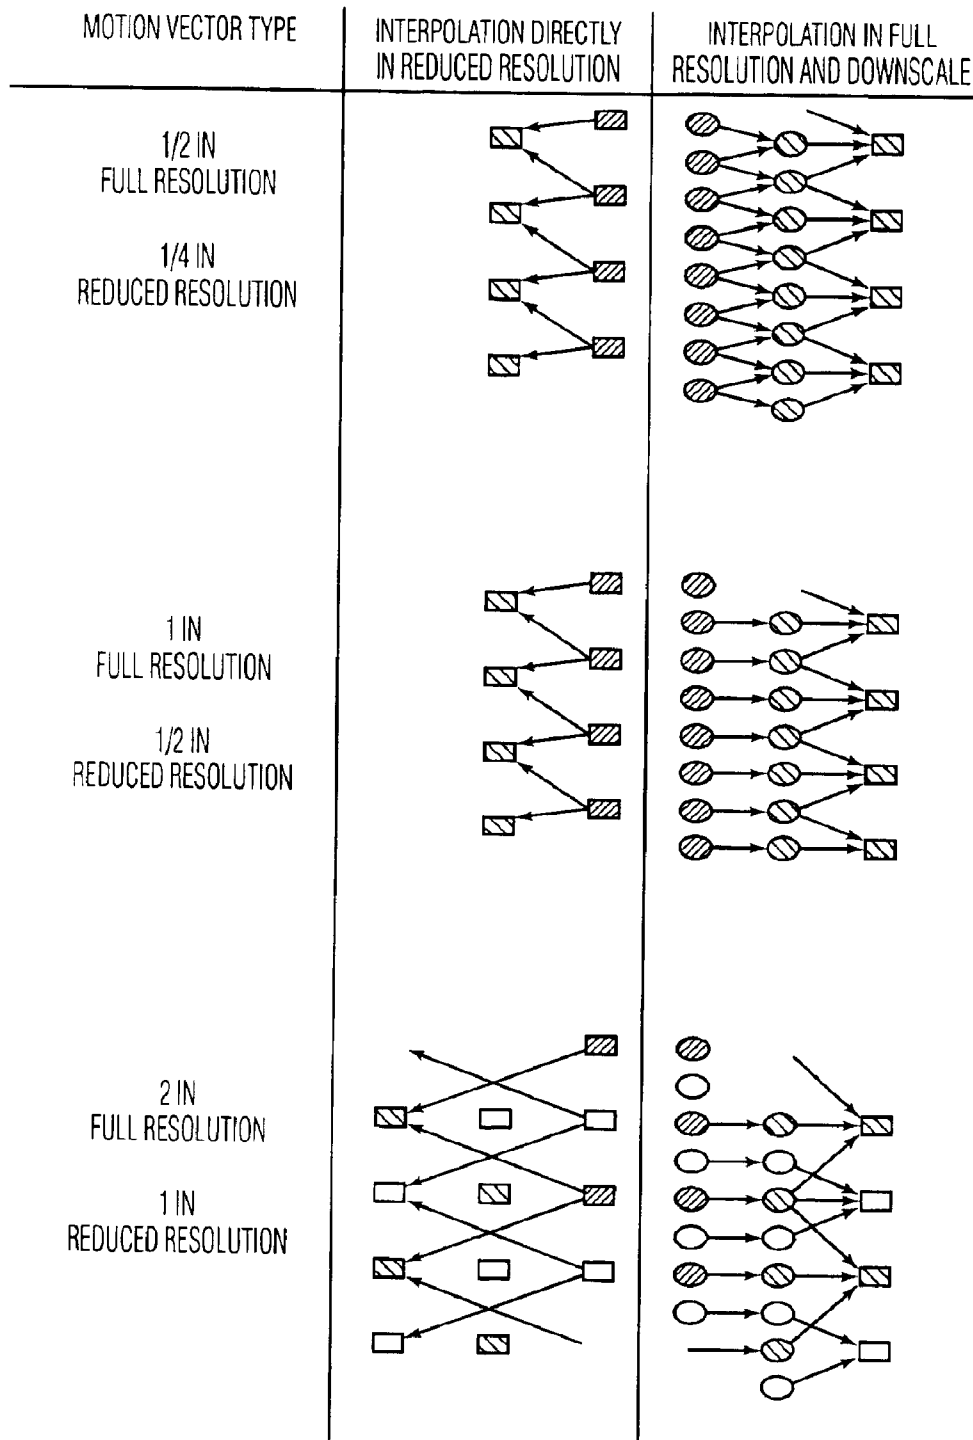 MOTION VECTOR TYPE
INTERPOLATION DIRECTLY
IN REDUCED RESOLUTION
INTERPOLATION IN FULL
RESOLUTION AND DOWNSCALE
1/2 IN
FULL RESOLUTION
1/4 IN
REDUCED RESOLUTION
1 IN
FULL RESOLUTION
1/2 IN
REDUCED RESOLUTION
2 IN
FULL RESOLUTION
1 IN
REDUCED RESOLUTION